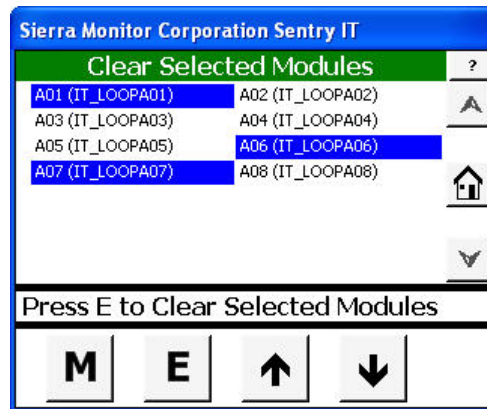 Sierra Monitor Corporation Sentry IT
Clear Selected Modules
?
A01 (IT_LOOPA01) A02 (IT_LOOPA02)
A03 (IT_LOOPA03) A04 (IT_LOOPA04)
A05 (IT_LOOPA05) A06 (IT_LOOPA06)
A07 (IT_LOOPA07) A08 (IT_LOOPA08)
Press E to Clear Selected Modules
M E